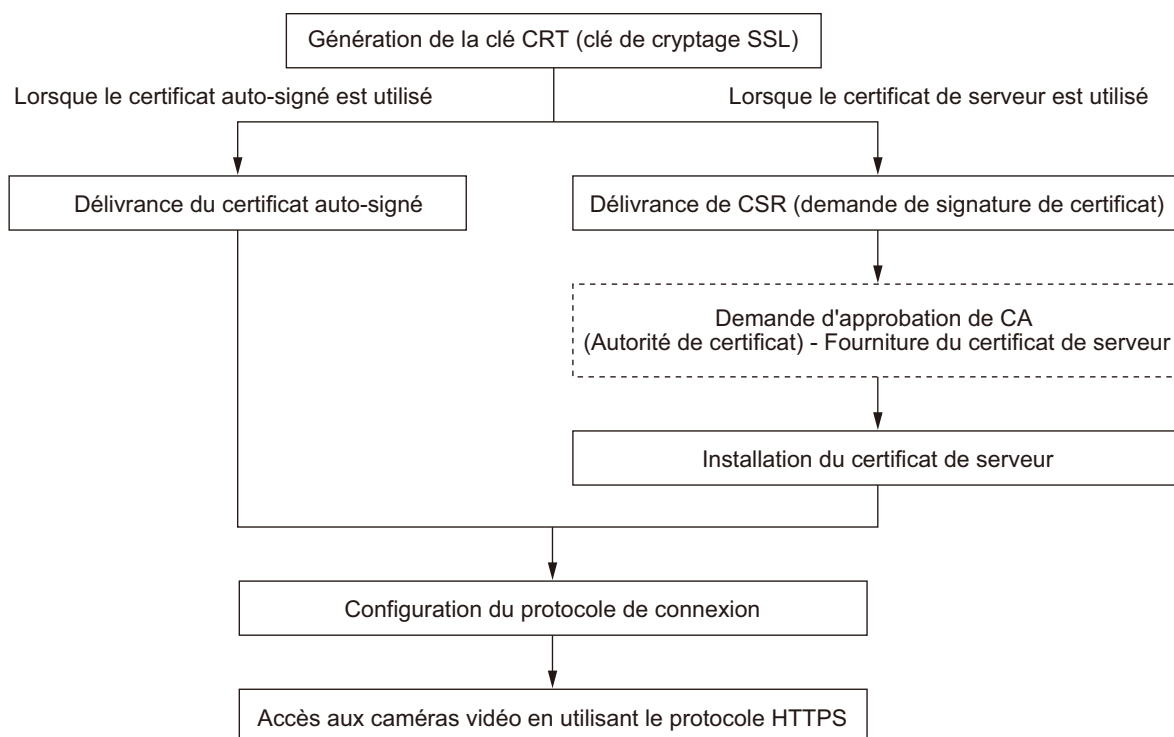 Génération de la clé CRT (clé de cryptage SSL)
Lorsque le certificat auto-signé est utilisé
Lorsque le certificat de serveur est utilisé
Délivrance du certificat auto-signé
Délivrance de CSR (demande de signature de certificat)
Demande d'approbation de CA
(Autorité de certificat) - Fourniture du certificat de serveur
Installation du certificat de serveur
Configuration du protocole de connexion
Accès aux caméras vidéo en utilisant le protocole HTTPS